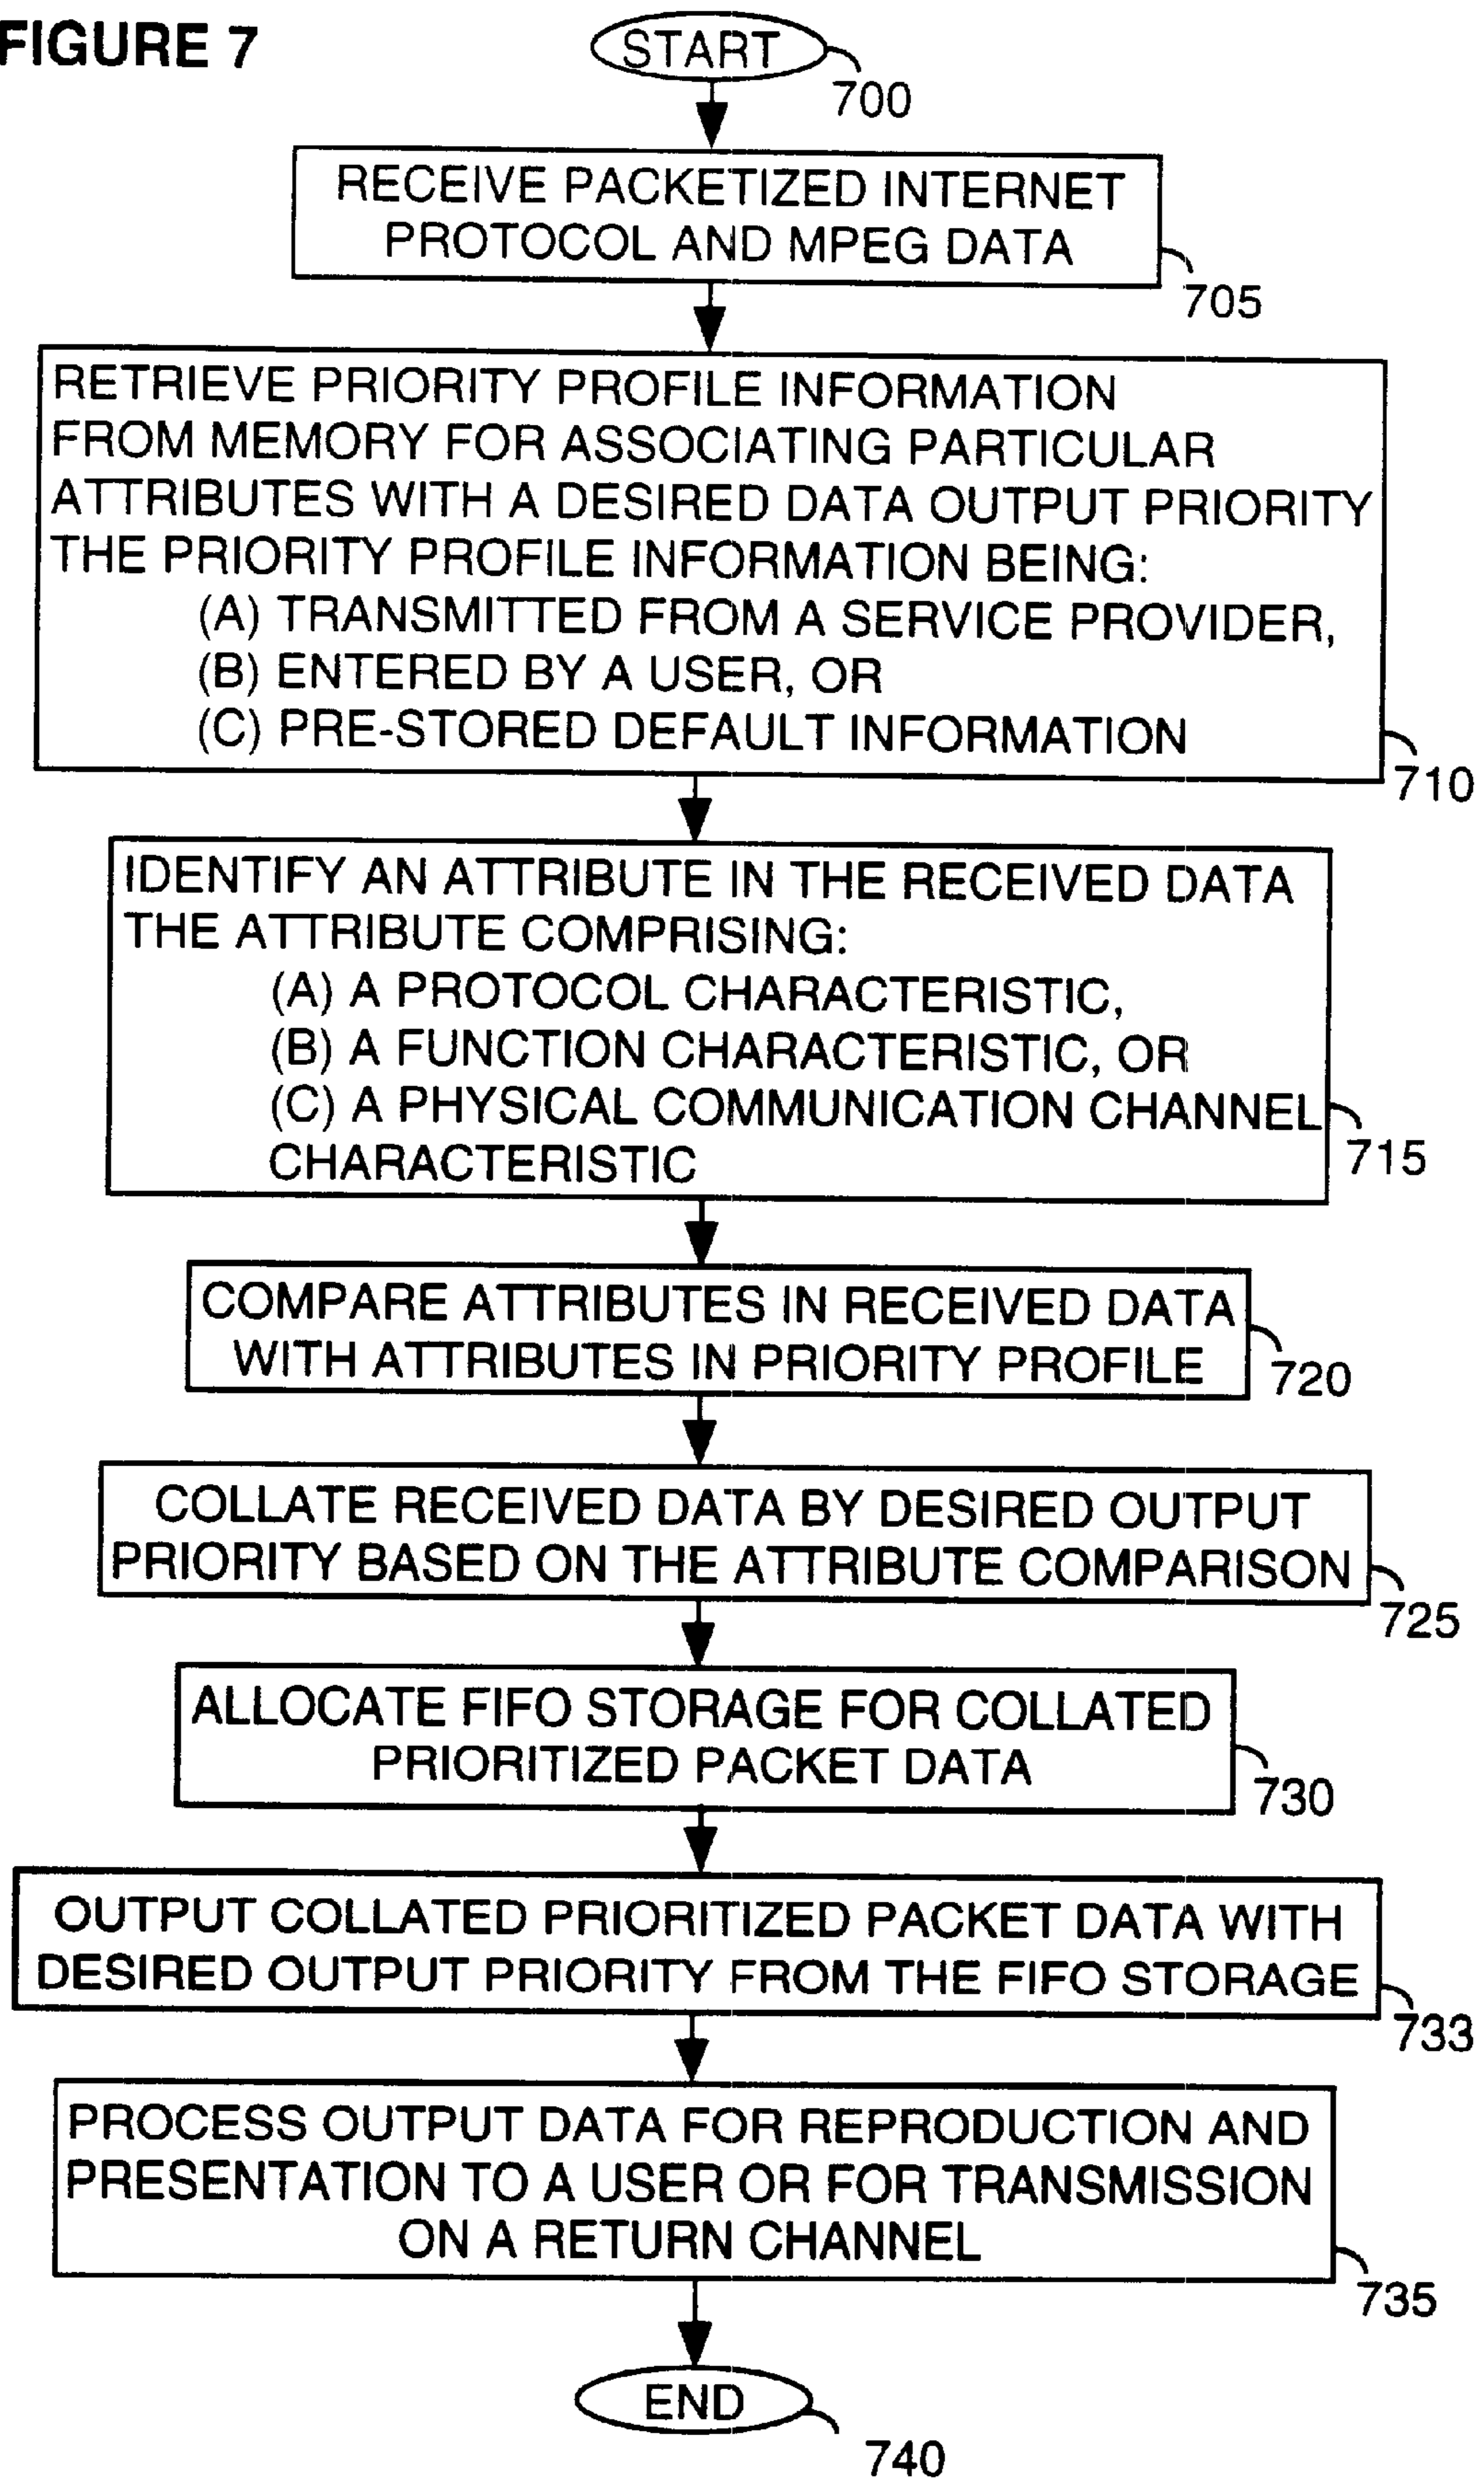 FIGURE 7
START
700
RECEIVE PACKETIZED INTERNET
PROTOCOL AND MPEG DATA
705
RETRIEVE PRIORITY PROFILE INFORMATION
FROM MEMORY FOR ASSOCIATING PARTICULAR
ATTRIBUTES WITH A DESIRED DATA OUTPUT PRIORITY
THE PRIORITY PROFILE INFORMATION BEING:
(A) TRANSMITTED FROM A SERVICE PROVIDER,
(B) ENTERED BY A USER, OR
(C) PRE-STORED DEFAULT INFORMATION
710
IDENTIFY AN ATTRIBUTE IN THE RECEIVED DATA
THE ATTRIBUTE COMPRISING:
(A) A PROTOCOL CHARACTERISTIC,
(B) A FUNCTION CHARACTERISTIC, OR
(C) A PHYSICAL COMMUNICATION CHANNEL
CHARACTERISTIC
715
COMPARE ATTRIBUTES IN RECEIVED DATA
WITH ATTRIBUTES IN PRIORITY PROFILE
720
COLLATE RECEIVED DATA BY DESIRED OUTPUT
PRIORITY BASED ON THE ATTRIBUTE COMPARISON
725
ALLOCATE FIFO STORAGE FOR COLLATED
PRIORITIZED PACKET DATA
730
OUTPUT COLLATED PRIORITIZED PACKET DATA WITH
DESIRED OUTPUT PRIORITY FROM THE FIFO STORAGE
733
PROCESS OUTPUT DATA FOR REPRODUCTION AND
PRESENTATION TO A USER OR FOR TRANSMISSION
ON A RETURN CHANNEL
735
END
740